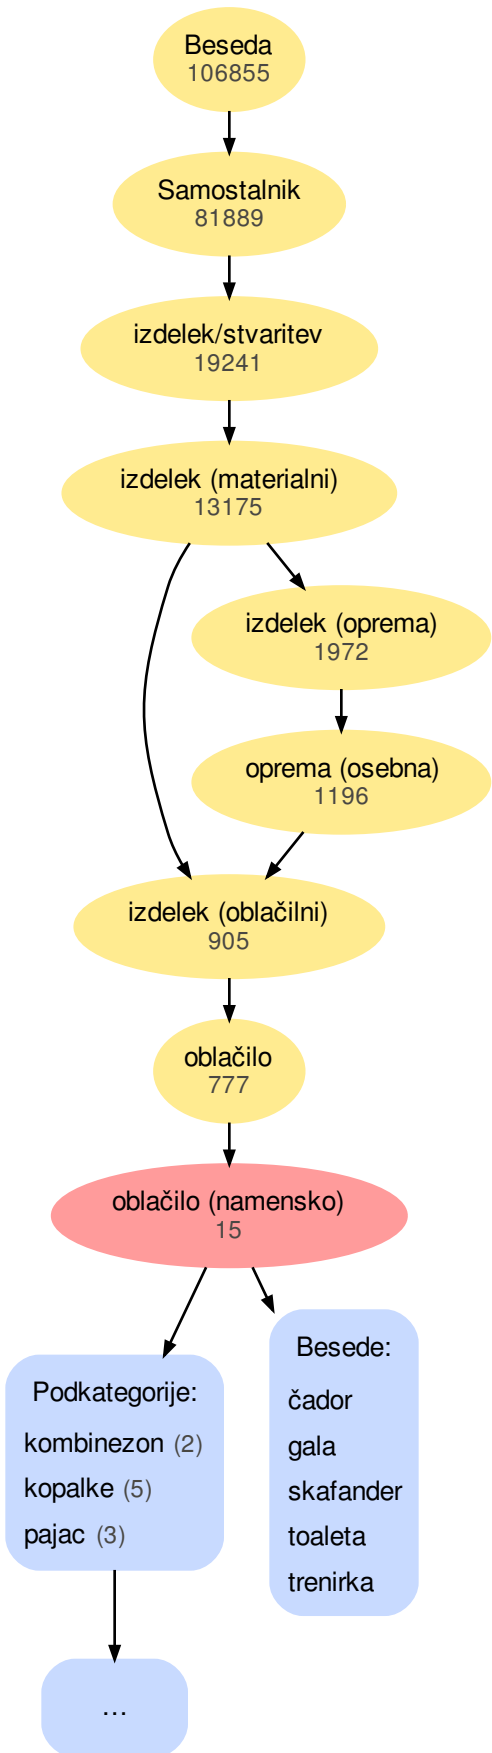 Beseda
106855
Samostalnik
81889
izdelek/stvaritev
19241
izdelek (materialni)
13175
izdelek (oprema)
1972
oprema (osebna)
1196
izdelek (oblačilni)
905
oblačilo
777
oblačilo (namensko)
15
Podkategorije:
kombinezon (2)
kopalke (5)
pajac (3)
Besede:
čador
gala
skafander
toaleta
trenirka
...